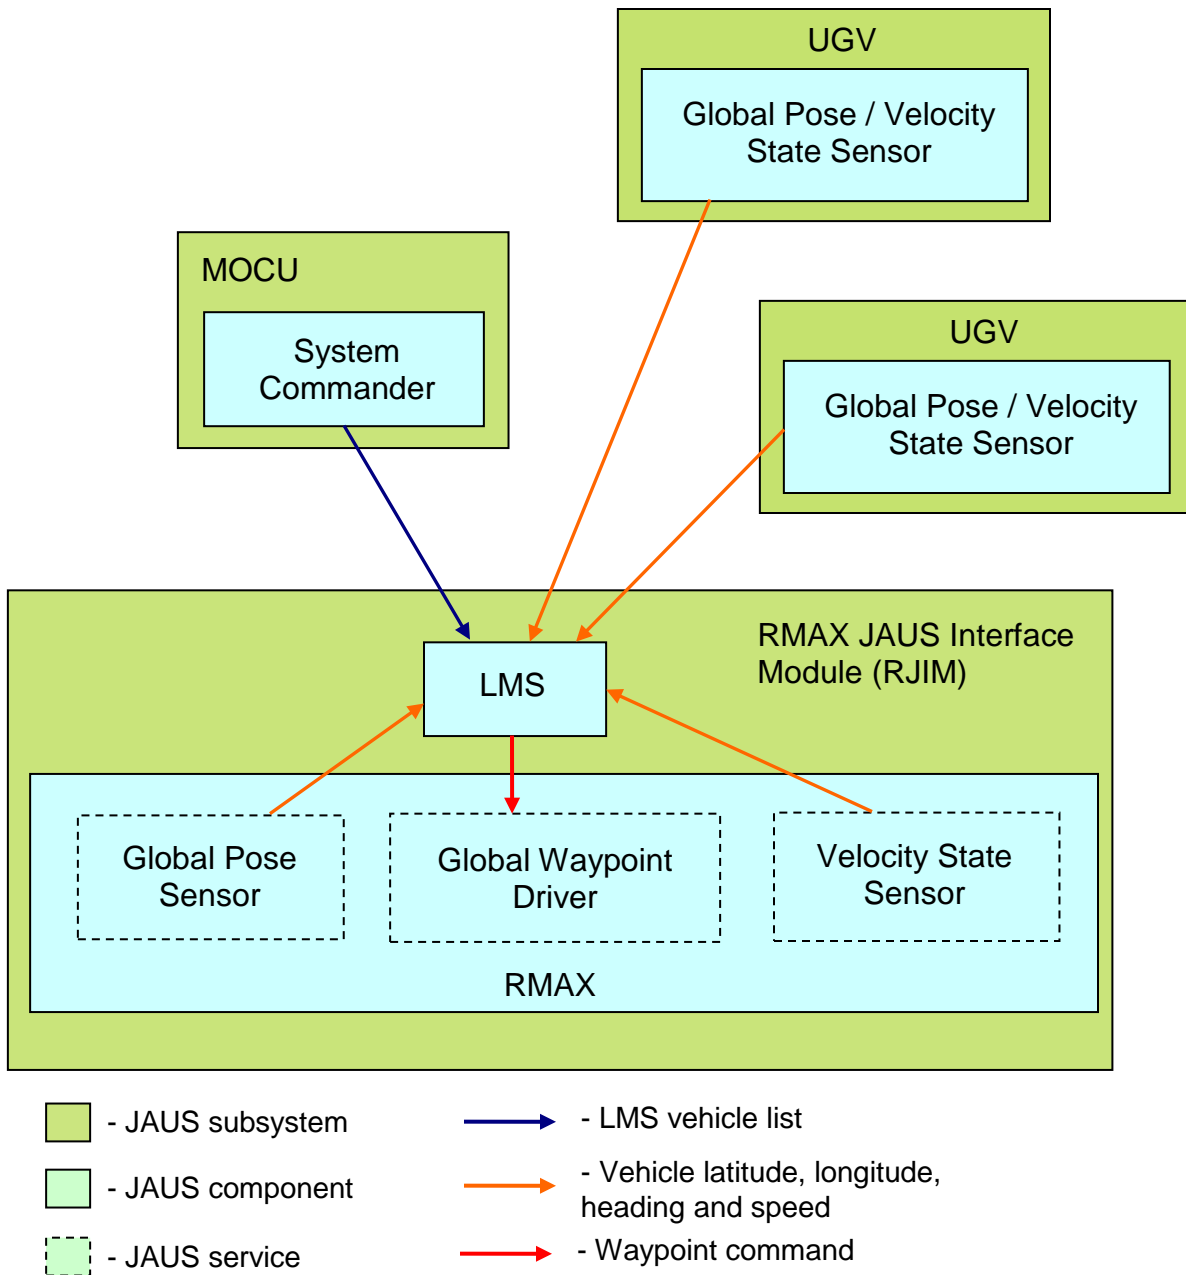 UGV
Global Pose / Velocity
State Sensor
MOCU
System
Commander
UGV
Global Pose / Velocity
State Sensor
RMAX JAUS Interface
Module (RJIM)
LMS
Global Pose
Sensor
Global Waypoint
Driver
Velocity State
Sensor
RMAX
- JAUS subsystem
- JAUS component
- JAUS service
- LMS vehicle list
- Vehicle latitude, longitude,
heading and speed
- Waypoint command